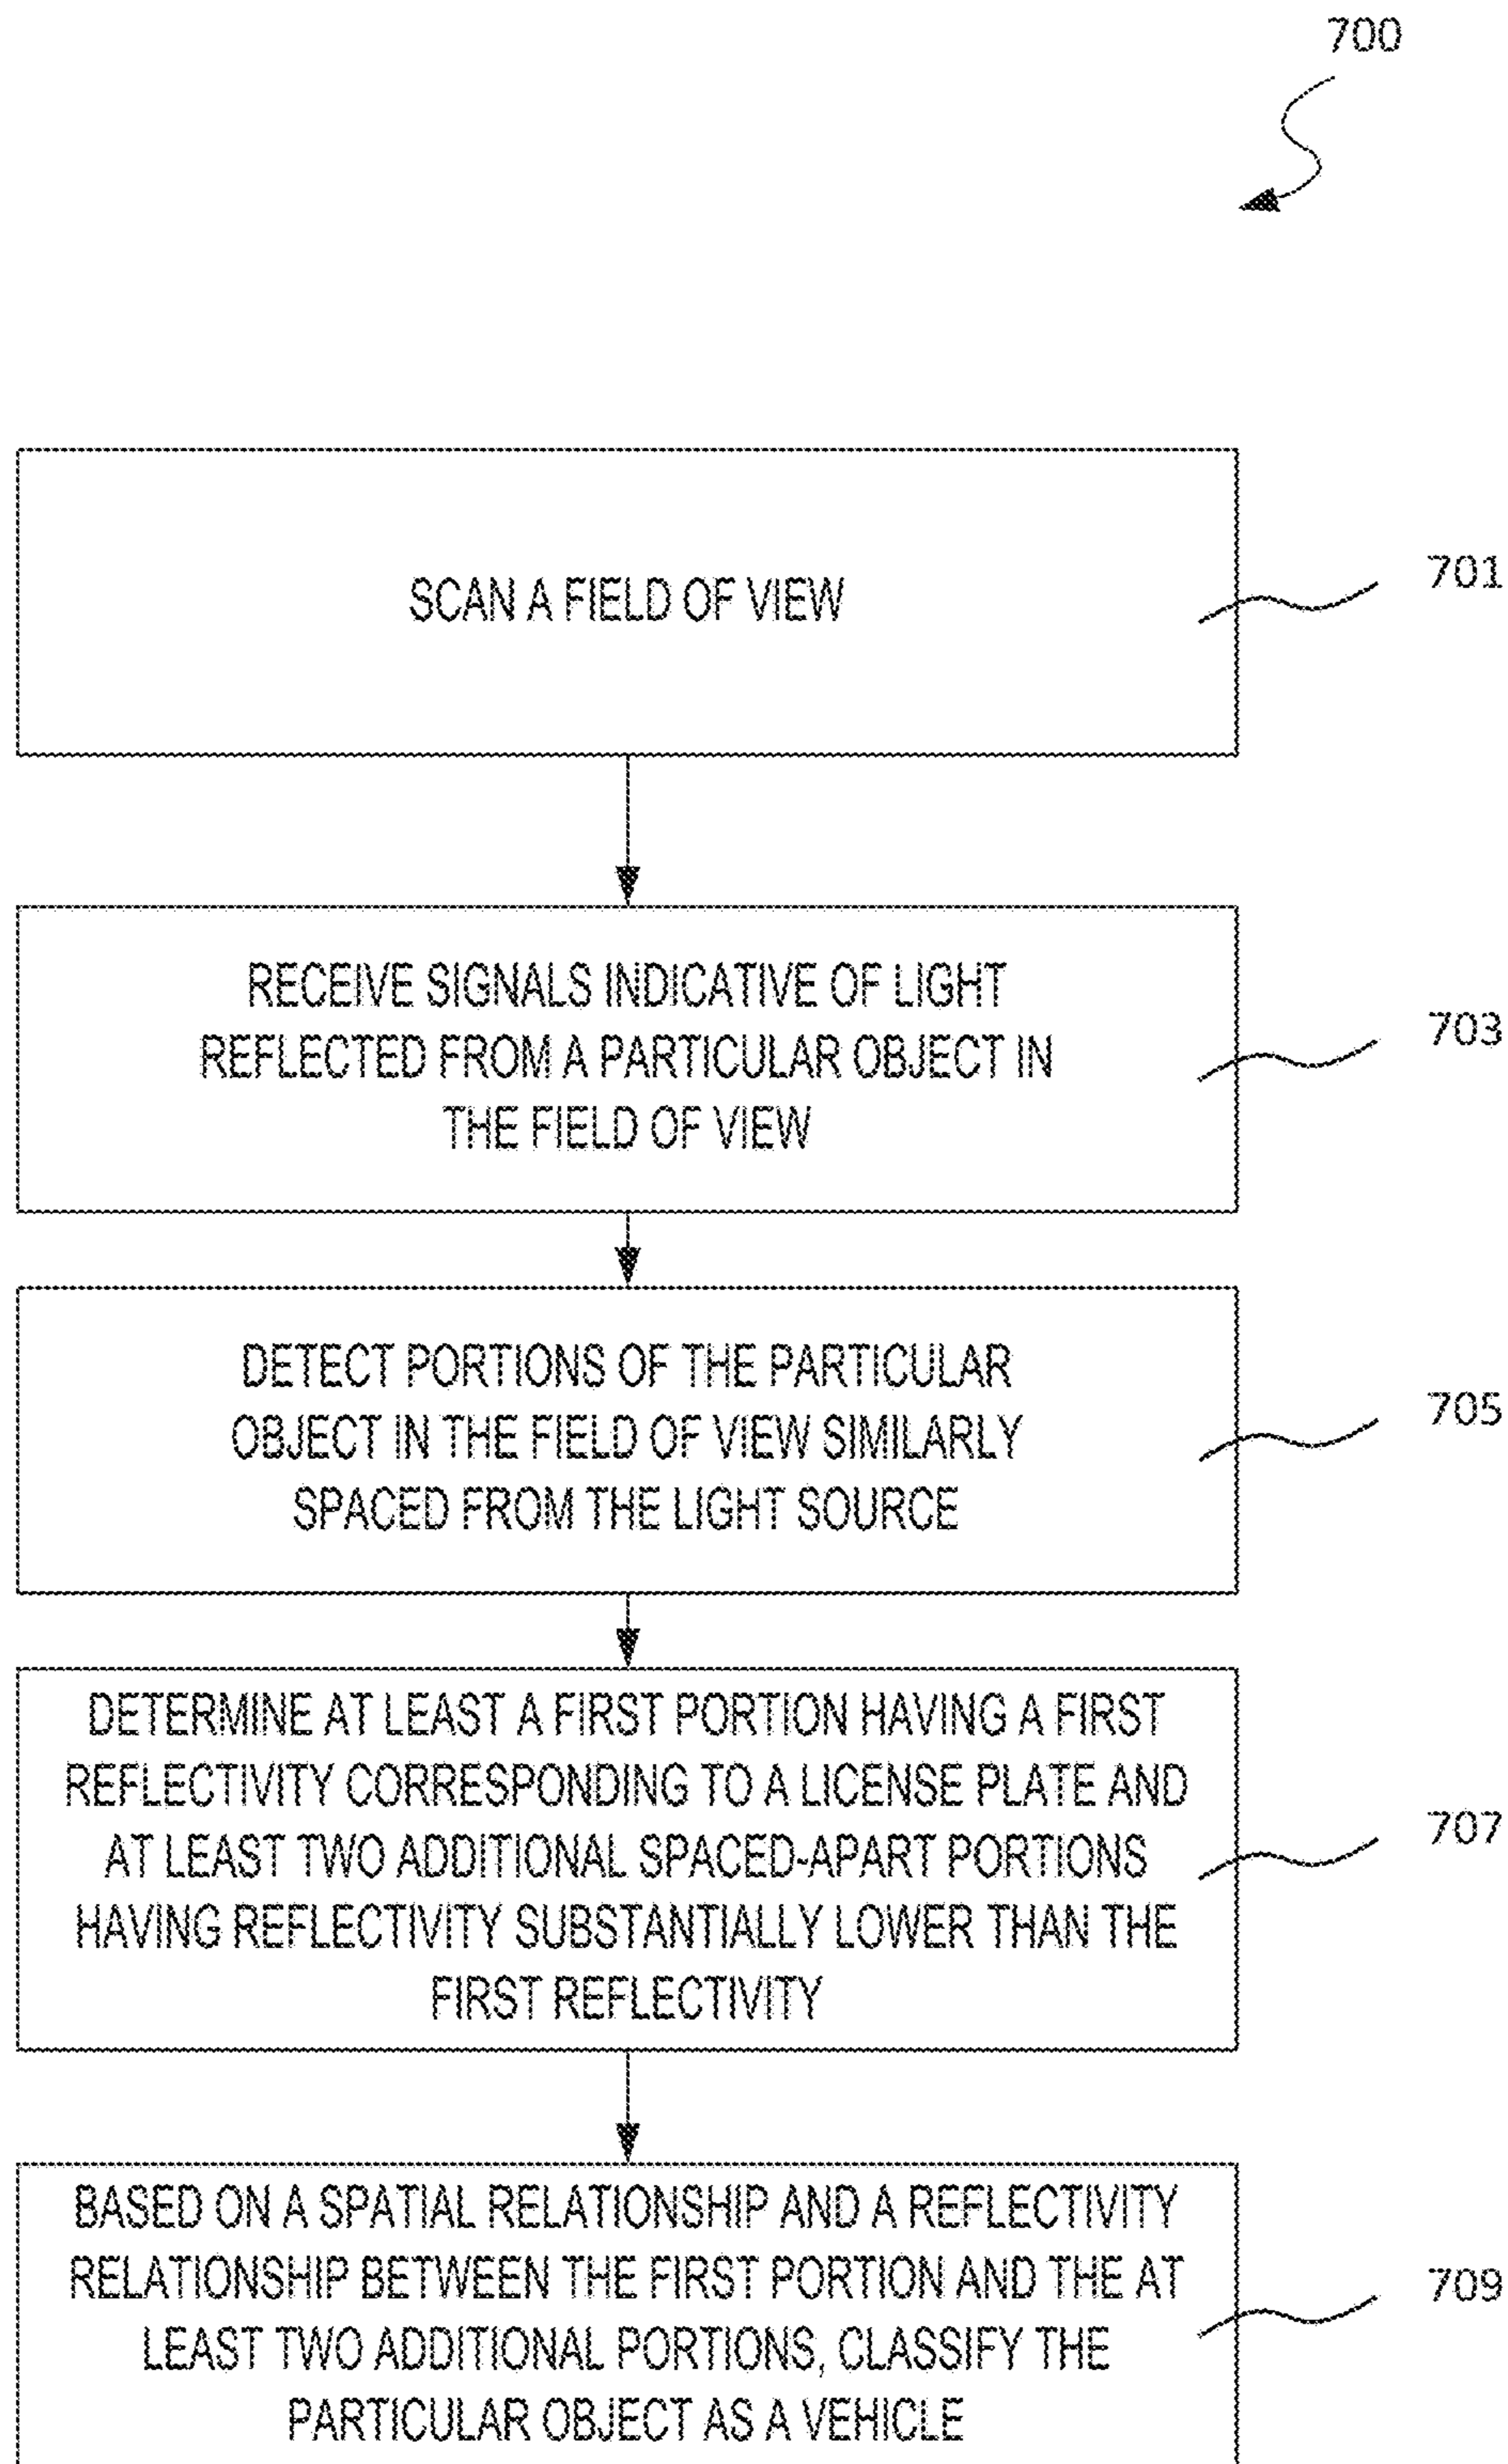 700
SCAN A FIELD OF VIEW
701
RECEIVE SIGNALS INDICATIVE OF LIGHT
REFLECTED FROM A PARTICULAR OBJECT IN
THE FIELD OF VIEW
703
DETECT PORTIONS OF THE PARTICULAR
OBJECT IN THE FIELD OF VIEW SIMILARLY
SPACED FROM THE LIGHT SOURCE
705
DETERMINE AT LEAST A FIRST PORTION HAVING A FIRST
REFLECTIVITY CORRESPONDING TO A LICENSE PLATE AND
AT LEAST TWO ADDITIONAL SPACED-APART PORTIONS
HAVING REFLECTIVITY SUBSTANTIALLY LOWER THAN THE
FIRST REFLECTIVITY
707
BASED ON A SPATIAL RELATIONSHIP AND A REFLECTIVITY
RELATIONSHIP BETWEEN THE FIRST PORTION AND THE AT
LEAST TWO ADDITIONAL PORTIONS, CLASSIFY THE
PARTICULAR OBJECT AS A VEHICLE
709